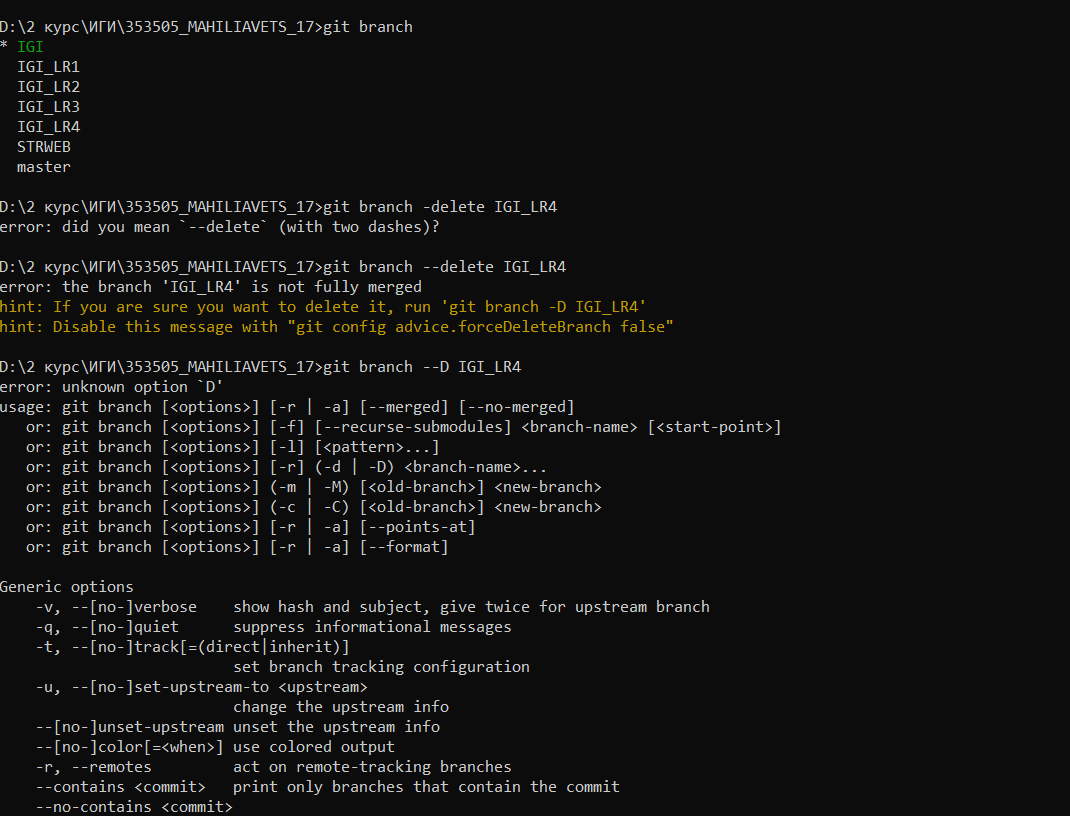 D:\2 курс\ИГИ\353505_MAHILIAVETS_17>git branch
* IGI
  IGI_LR1
  IGI_LR2
  IGI_LR3
  IGI_LR4
  STRWEB
  master

D:\2 курс\ИГИ\353505_MAHILIAVETS_17>git branch -delete IGI_LR4
error: did you mean `--delete` (with two dashes)?

D:\2 курс\ИГИ\353505_MAHILIAVETS_17>git branch --delete IGI_LR4
error: the branch 'IGI_LR4' is not fully merged
hint: If you are sure you want to delete it, run 'git branch -D IGI_LR4'
hint: Disable this message with "git config advice.forceDeleteBranch false"

D:\2 курс\ИГИ\353505_MAHILIAVETS_17>git branch --D IGI_LR4
error: unknown option `D'
usage: git branch [<options>] [-r | -a] [--merged] [--no-merged]
   or: git branch [<options>] [-f] [--recurse-submodules] <branch-name> [<start-point>]
   or: git branch [<options>] [-l] [<pattern>...]
   or: git branch [<options>] [-r] (-d | -D) <branch-name>...
   or: git branch [<options>] (-m | -M) [<old-branch>] <new-branch>
   or: git branch [<options>] (-c | -C) [<old-branch>] <new-branch>
   or: git branch [<options>] [-r | -a] [--points-at]
   or: git branch [<options>] [-r | -a] [--format]

Generic options
    -v, --[no-]verbose    show hash and subject, give twice for upstream branch
    -q, --[no-]quiet      suppress informational messages
    -t, --[no-]track[=(direct|inherit)]
                          set branch tracking configuration
    -u, --[no-]set-upstream-to <upstream>
                          change the upstream info
    --[no-]unset-upstream unset the upstream info
    --[no-]color[=<when>] use colored output
    -r, --remotes         act on remote-tracking branches
    --contains <commit>   print only branches that contain the commit
    --no-contains <commit>